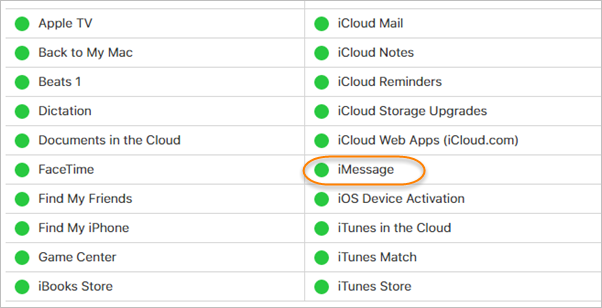 Apple TV
Back to My Mac
Beats 1
Dictation
Documents in the Cloud
FaceTime
Find My Friends
Find My iPhone
Game Center
iBooks Store
iCloud Mail
iCloud Notes
iCloud Reminders
iCloud Storage Upgrades
iCloud Web Apps (iCloud.com)
iMessage
iOS Device Activation
iTunes in the Cloud
iTunes Match
iTunes Store